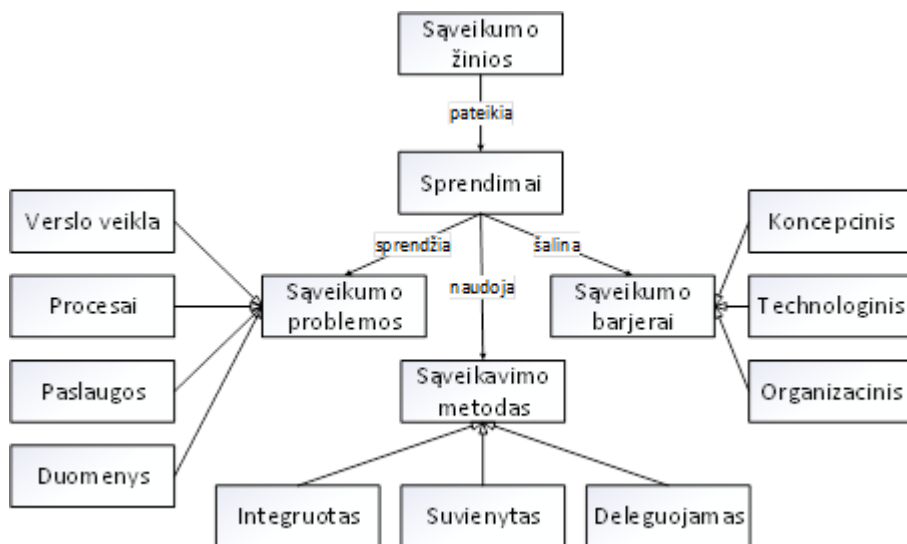 Sąveikumo
žinios
pateikia
Sprendimai
Verslo veikla
Koncepcinis
sprendžia
šalina
naudoja
Procesai
Sąveikumo
problemos
Sąveikumo
barjerai
Technologinis
Paslaugos
Sąveikavimo
metodas
Organizacinis
Duomenys
Integruotas
Suvienytas
Deleguojamas